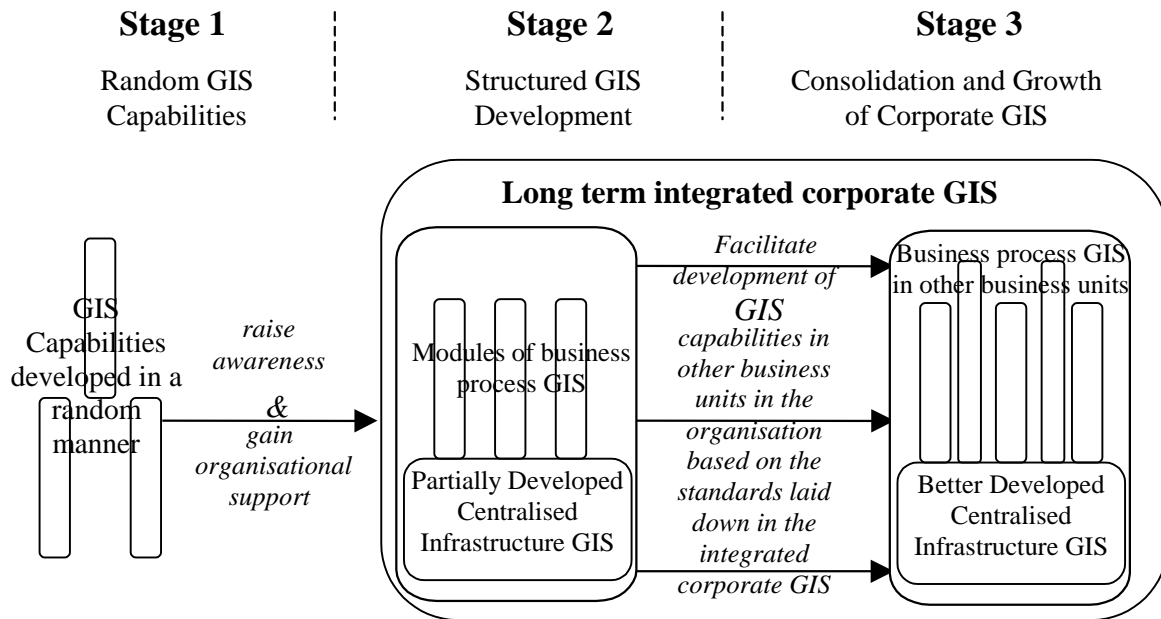 Stage 1
Random GIS
Capabilities
Stage 2
Structured GIS
Development
Stage 3
Consolidation and Growth
of Corporate GIS
Long term integrated corporate GIS
GIS
Capabilities
developed in a
random
manner
raise
awareness
&
gain
organisational
support
Modules of business
process GIS
Partially Developed
Centralised
Infrastructure GIS
Facilitate
development of
GIS
capabilities in
other business
units in the
organisation
based on the
standards laid
down in the
integrated
corporate GIS
Business process GIS
in other business units
Better Developed
Centralised
Infrastructure GIS